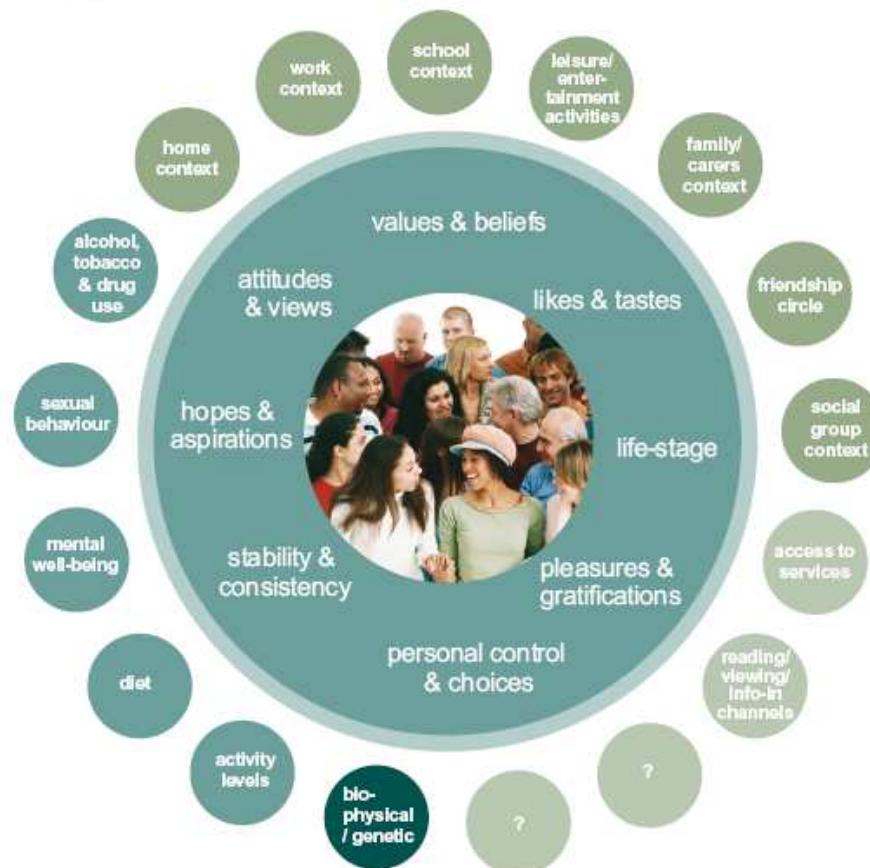 school
context
work
context
leisure/
enter-
tainment
activities
home
context
family/
carers
context
values & beliefs
alcohol,
tobacco
& drug
use
attitudes
& views
likes & tastes
friendship
circle
sexual
behaviour
hopes &
aspirations
life-stage
social
group
context
mental
well-being
stability &
consistency
pleasures &
gratifications
access to
services
diet
personal control
& choices
reading/
viewing/
info-in
channels
activity
levels
bio-
physical
/ genetic
?
?